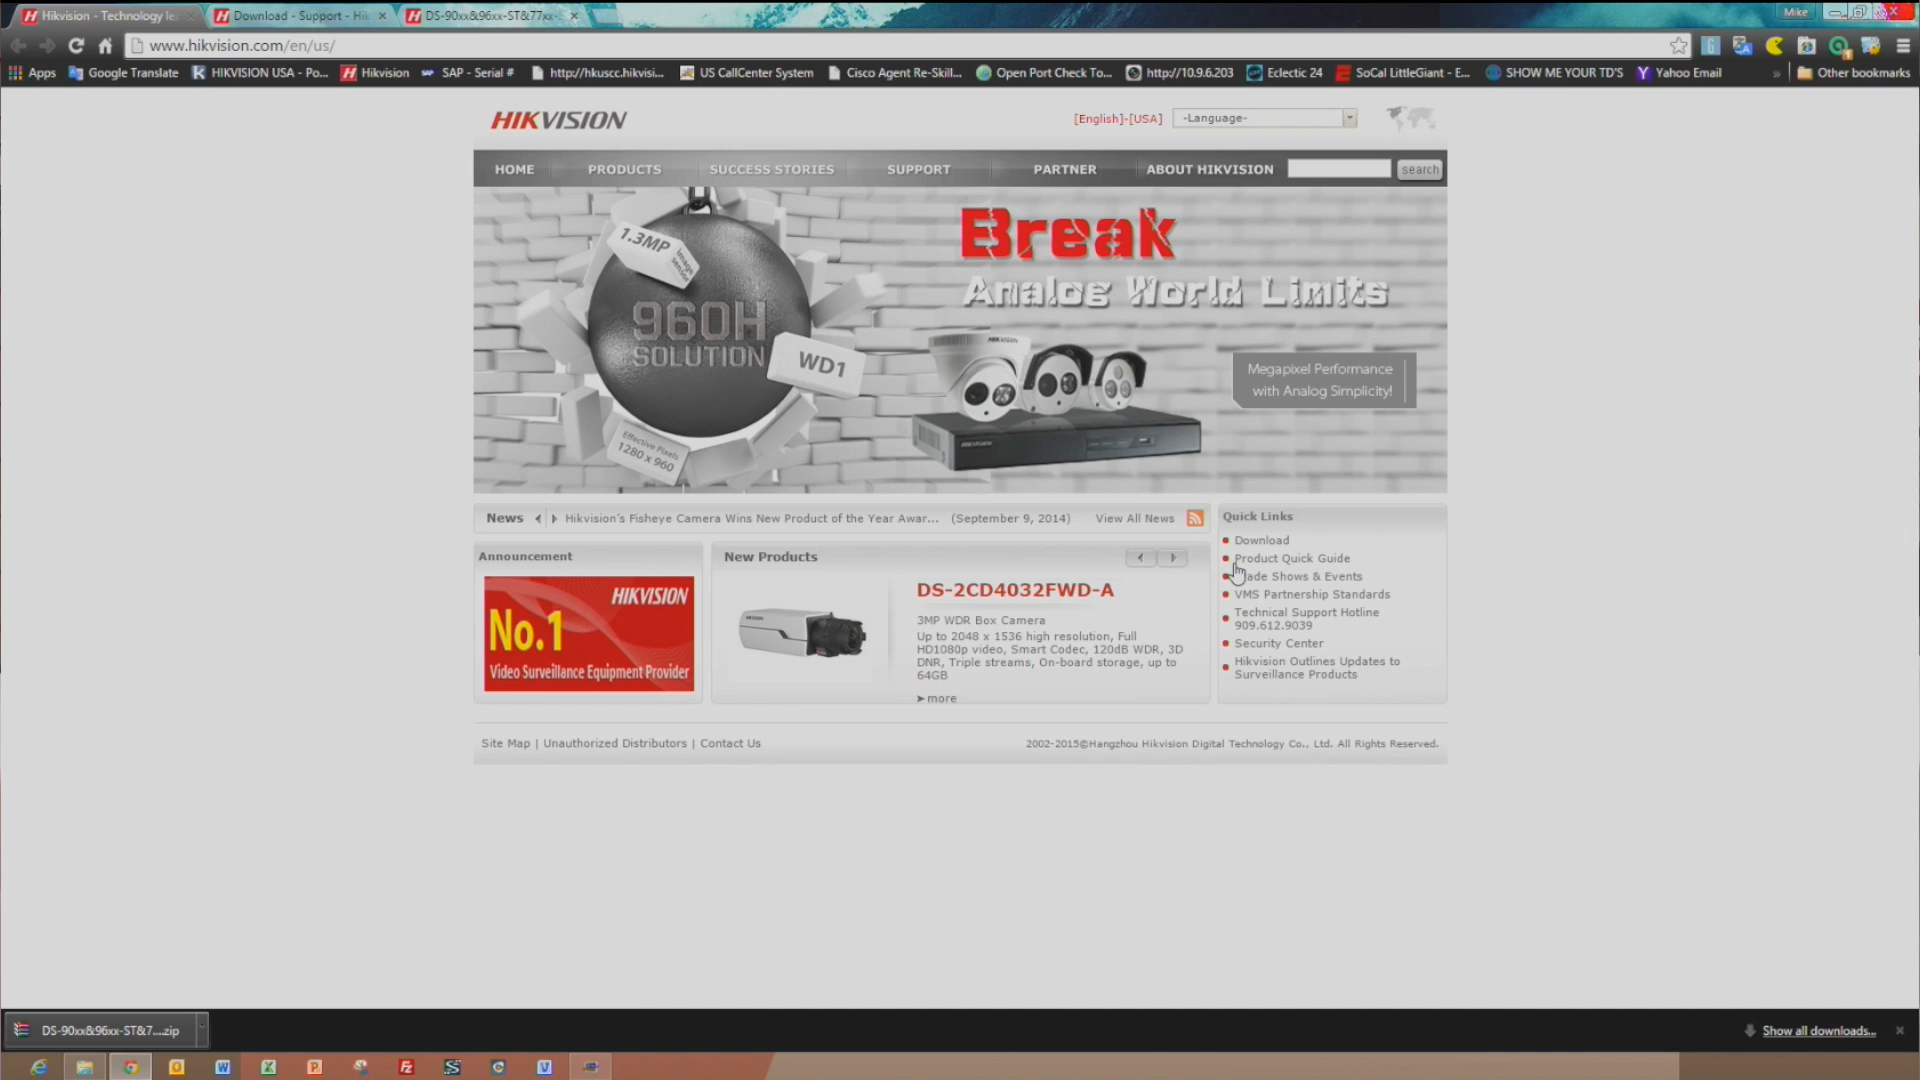 Hikvision - Technology le
Download - Support - Hik
DS-90xx&96xx-ST&77xx-S
Mike
www.hikvision.com/en/us/
Apps
Google Translate
HIKVISION USA - Po...
Hikvision
SAP - Serial #
http://hkuscc.hikvisi...
US CallCenter System
Cisco Agent Re-Skill...
Open Port Check To...
http://10.9.6.203
Eclectic 24
SoCal LittleGiant - E...
SHOW ME YOUR TD'S
Yahoo Email
»
Other bookmarks
HIKVISION
[English]-[USA]
-Language-
HOME
PRODUCTS
SUCCESS STORIES
SUPPORT
PARTNER
ABOUT HIKVISION
search
1.3MP
image sensor
960H
SOLUTION
WD1
Effective Pixels
1280 x 960
Break
Analog World Limits
HIKVISION
HIKVISION
Megapixel Performance
with Analog Simplicity!
News
Hikvision's Fisheye Camera Wins New Product of the Year Awar...
(September 9, 2014)
View All News
Announcement
HIKVISION
No.1
Video Surveillance Equipment Provider
New Products
DS-2CD4032FWD-A
3MP WDR Box Camera
Up to 2048 x 1536 high resolution, Full
HD1080p video, Smart Codec, 120dB WDR, 3D
DNR, Triple streams, On-board storage, up to
64GB
more
Quick Links
Download
Product Quick Guide
ade Shows & Events
VMS Partnership Standards
Technical Support Hotline
909.612.9039
Security Center
Hikvision Outlines Updates to
Surveillance Products
Site Map | Unauthorized Distributors | Contact Us
2002-2015©Hangzhou Hikvision Digital Technology Co., Ltd. All Rights Reserved.
DS-90xx&96xx-ST&7....zip
Show all downloads...